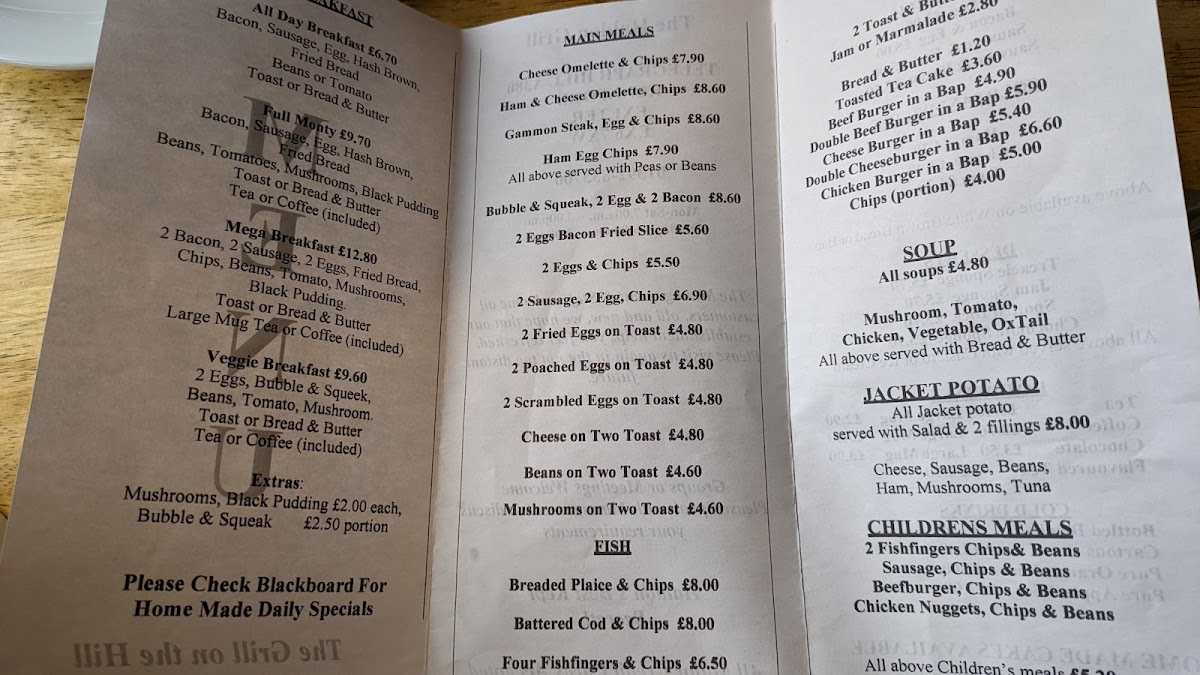 EAKFAST
All Day Breakfast £6.70
Bacon, Sausage, Egg, Hash Brown,
Fried Bread
Beans or Tomato
Toast or Bread & Butter
Full Monty £9.70
Bacon, Sausage, Egg, Hash Brown,
Fried Bread
Beans, Tomatoes, Mushrooms, Black Pudding
Toast or Bread & Butter
Tea or Coffee (included)
Mega Breakfast £12.80
2 Bacon, 2 Sausage, 2 Eggs, Fried Bread,
Chips, Beans, Tomato, Mushrooms,
Black Pudding.
Toast or Bread & Butter
Large Mug Tea or Coffee (included)
Veggie Breakfast £9.60
2 Eggs, Bubble & Squeek,
Beans, Tomato, Mushroom.
Toast or Bread & Butter
Tea or Coffee (included)
Extras:
Mushrooms, Black Pudding £2.00 each,
Bubble & Squeak £2.50 portion
Please Check Blackboard For
Home Made Daily Specials
The Grill on the Hill
MENU
MAIN MEALS
Cheese Omelette & Chips £7.90
Ham & Cheese Omelette, Chips £8.60
Gammon Steak, Egg & Chips £8.60
Ham Egg Chips £7.90
All above served with Peas or Beans
Bubble & Squeak, 2 Egg & 2 Bacon £8.60
2 Eggs Bacon Fried Slice £5.60
2 Eggs & Chips £5.50
2 Sausage, 2 Egg, Chips £6.90
2 Fried Eggs on Toast £4.80
2 Poached Eggs on Toast £4.80
2 Scrambled Eggs on Toast £4.80
Cheese on Two Toast £4.80
Beans on Two Toast £4.60
Mushrooms on Two Toast £4.60
FISH
Breaded Plaice & Chips £8.00
Battered Cod & Chips £8.00
Four Fishfingers & Chips £6.50
2 Toast & Butter
Jam or Marmalade £2.80
Bread & Butter £1.20
Toasted Tea Cake £3.60
Beef Burger in a Bap £4.90
Double Beef Burger in a Bap £5.90
Cheese Burger in a Bap £5.40
Double Cheeseburger in a Bap £6.60
Chicken Burger in a Bap £5.00
Chips (portion) £4.00
SOUP
All soups £4.80
Mushroom, Tomato,
Chicken, Vegetable, OxTail
All above served with Bread & Butter
JACKET POTATO
All Jacket potato
served with Salad & 2 fillings £8.00
Cheese, Sausage, Beans,
Ham, Mushrooms, Tuna
CHILDRENS MEALS
2 Fishfingers Chips& Beans
Sausage, Chips & Beans
Beefburger, Chips & Beans
Chicken Nuggets, Chips & Beans
All above Children's meals